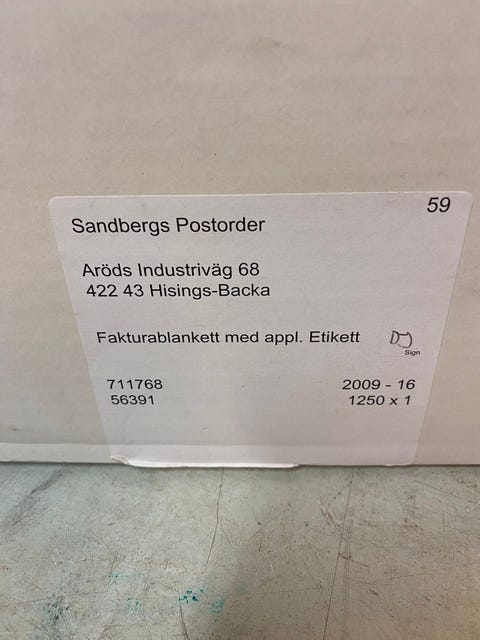 59
Sandbergs Postorder
Aröds Industriväg 68
422 43 Hisings-Backa
Fakturablankett med appl. Etikett
Sign
711768 2009 - 16
56391 1250 x 1